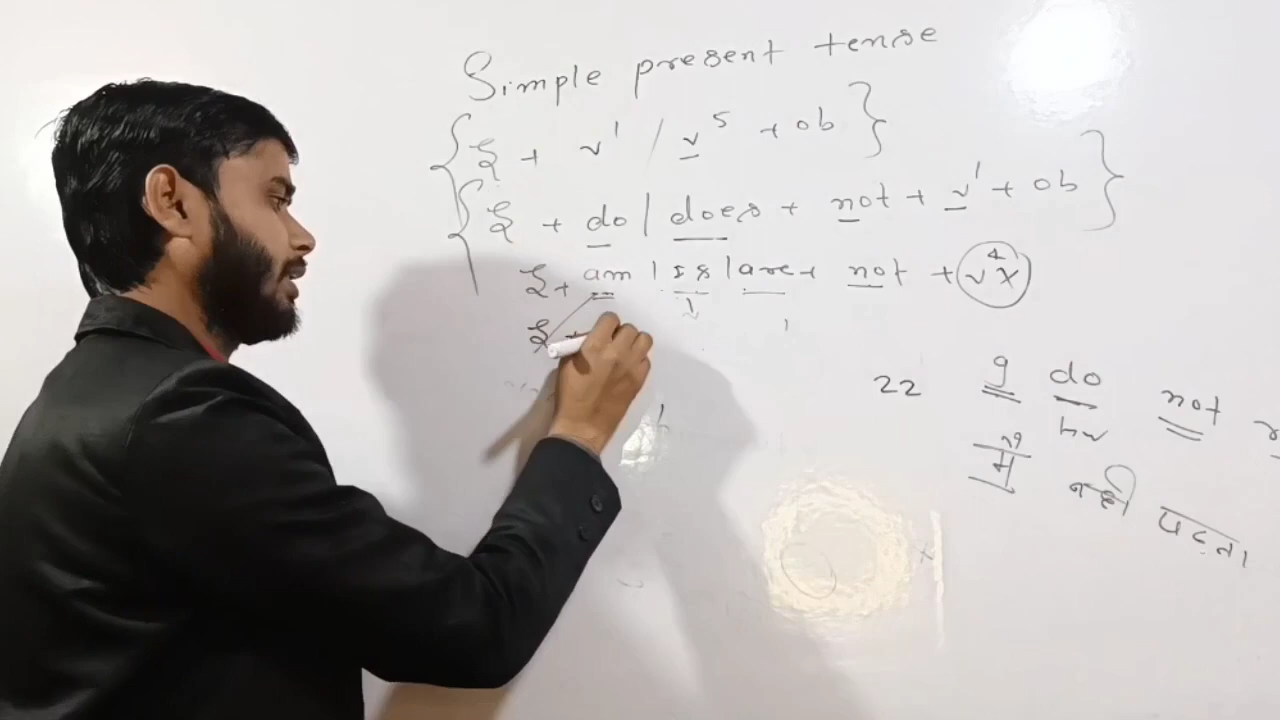 Simple present tense
{ S + v¹ / v⁵ + ob }
{ S + do / does + not + v¹ + ob }
S + am / is / are + not + v⁴ x
S +
22 I do not
मैं नहीं पढ़ता